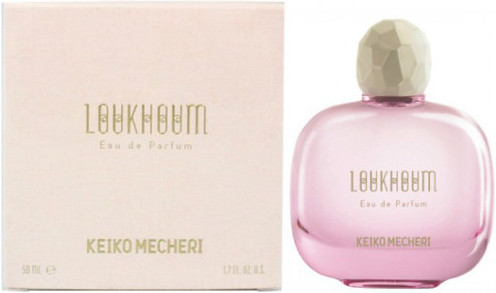 LOUKHOUM
Eau de Parfum
KEIKO MECHERI
50 ML ℮ 1.7 FL. OZ. U.S.
LOUKHOUM
Eau de Parfum
KEIKO MECHERI